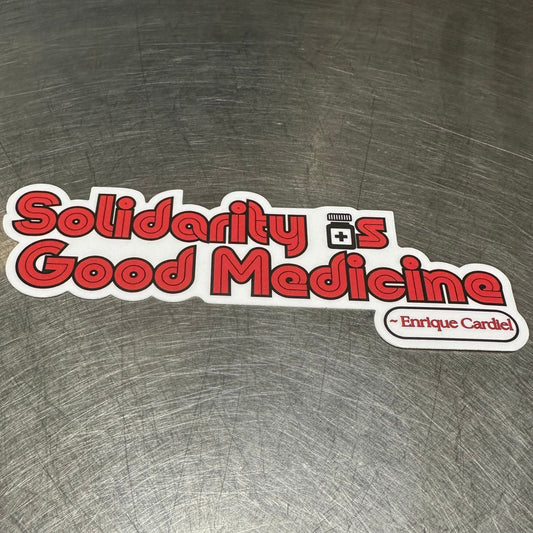 Solidarity is
Good Medicine
~ Enrique Cardiel